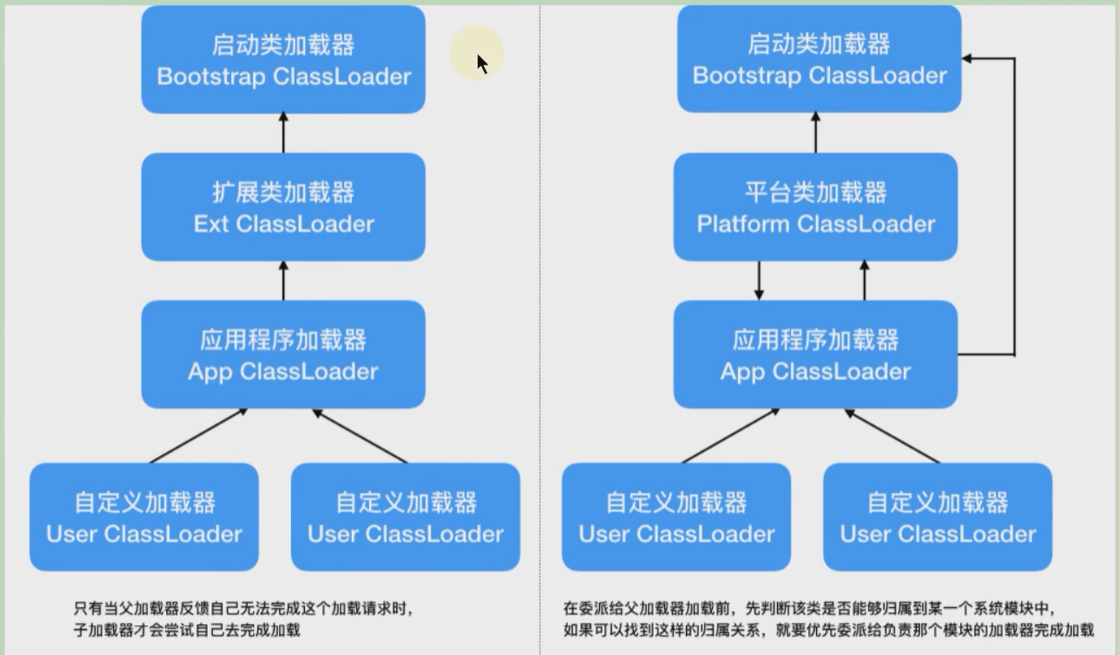 启动类加载器
Bootstrap ClassLoader
扩展类加载器
Ext ClassLoader
应用程序加载器
App ClassLoader
自定义加载器
User ClassLoader
自定义加载器
User ClassLoader
只有当父加载器反馈自己无法完成这个加载请求时，
子加载器才会尝试自己去完成加载
启动类加载器
Bootstrap ClassLoader
平台类加载器
Platform ClassLoader
应用程序加载器
App ClassLoader
自定义加载器
User ClassLoader
自定义加载器
User ClassLoader
在委派给父加载器加载前，先判断该类是否能够归属到某一个系统模块中，
如果可以找到这样的归属关系，就要优先委派给负责那个模块的加载器完成加载